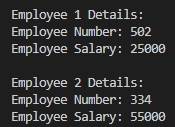 Employee 1 Details:
Employee Number: 502
Employee Salary: 25000
Employee 2 Details:
Employee Number: 334
Employee Salary: 55000